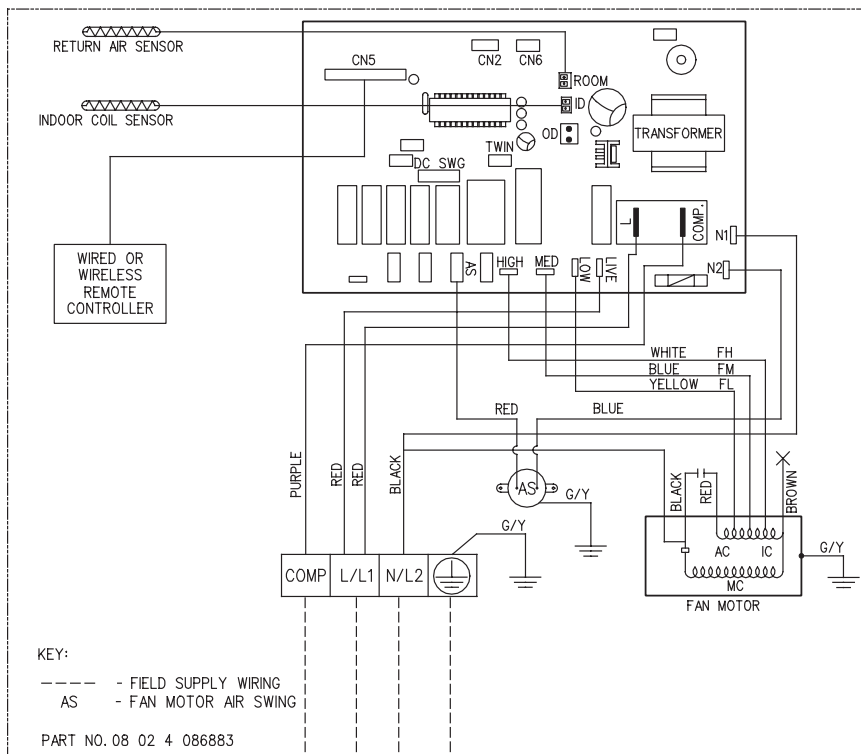 RETURN AIR SENSOR
CN5
CN2
CN6
ROOM
INDOOR COIL SENSOR
ID
OD
TRANSFORMER
TWIN
DC SWG
L
COMP.
N1
WIRED OR
WIRELESS
REMOTE
CONTROLLER
AS
HIGH
MED
LOW
LIVE
N2
WHITE FH
BLUE FM
YELLOW FL
RED
BLUE
PURPLE
RED
RED
BLACK
AS
G/Y
BLACK
RED
BROWN
G/Y
COMP
L/L1
N/L2
AC
IC
MC
G/Y
FAN MOTOR
KEY:
---- - FIELD SUPPLY WIRING
AS - FAN MOTOR AIR SWING
PART NO. 08 02 4 086883